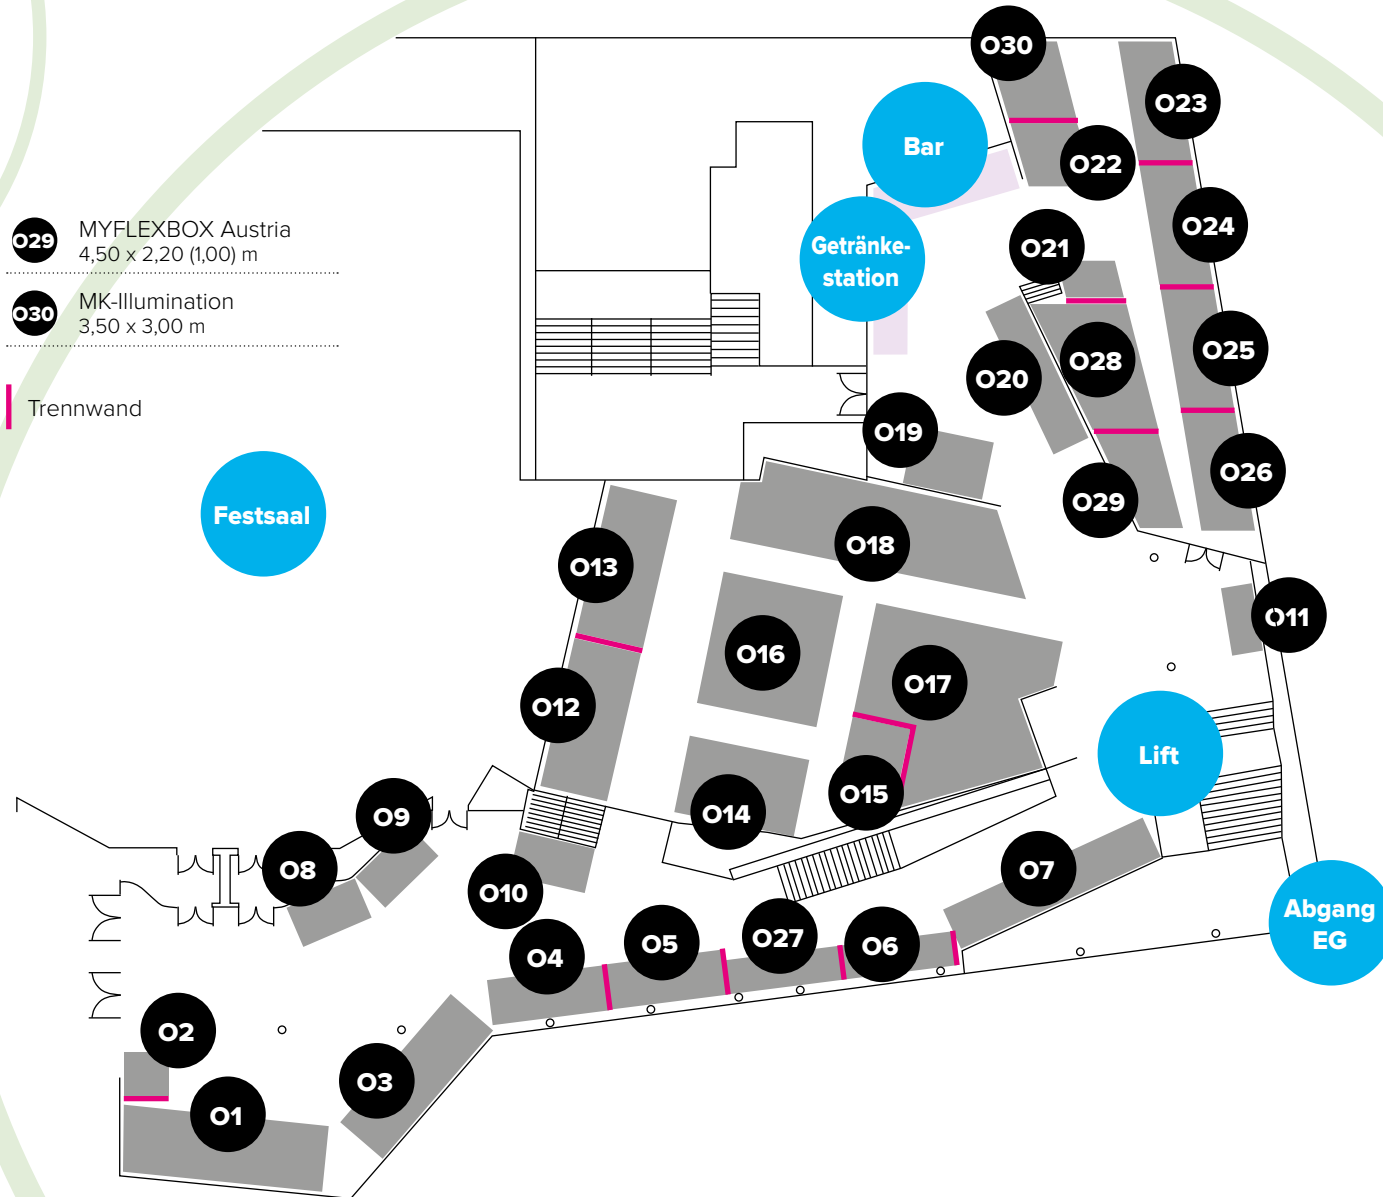 O30
O23
Bar
O22
O29 MYFLEXBOX Austria
4,50 x 2,20 (1,00) m
O24
Getränke-
station
O21
O30 MK-Illumination
3,50 x 3,00 m
O25
O28
O20
Trennwand
O19
O26
O29
Festsaal
O18
O13
O11
O16
O17
O12
Lift
O15
O14
O9
O8
O7
O10
Abgang
EG
O27
O5
O6
O4
O2
O3
O1